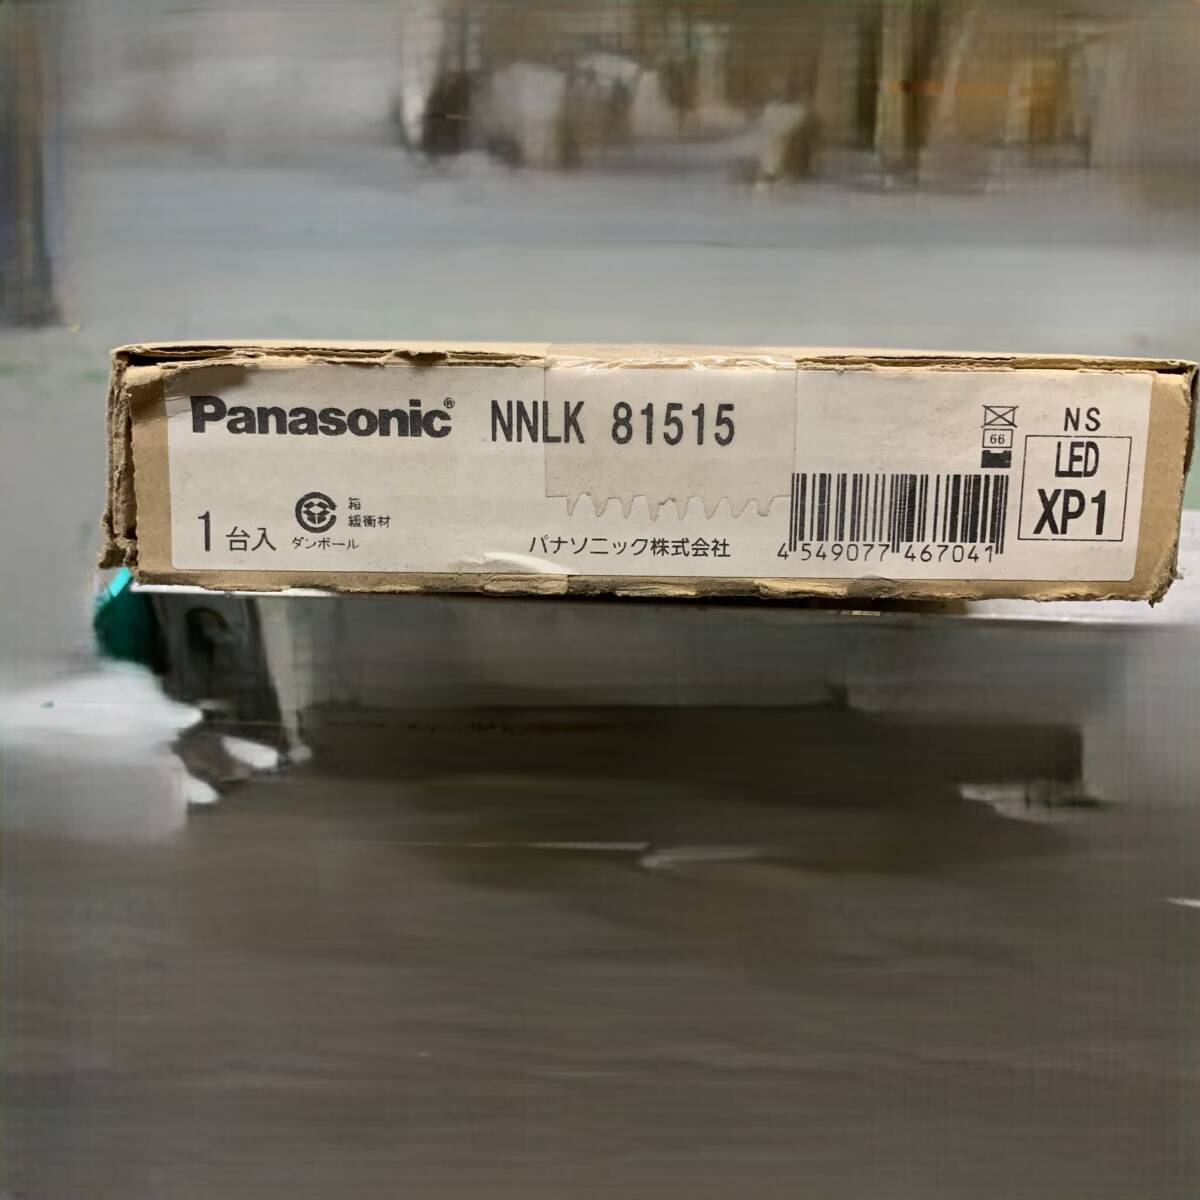 Panasonic® NNLK 81515
66
NS
LED
XP1
1台入
箱
緩衝材
ダンボール
パナソニック株式会社
4 549077 467041